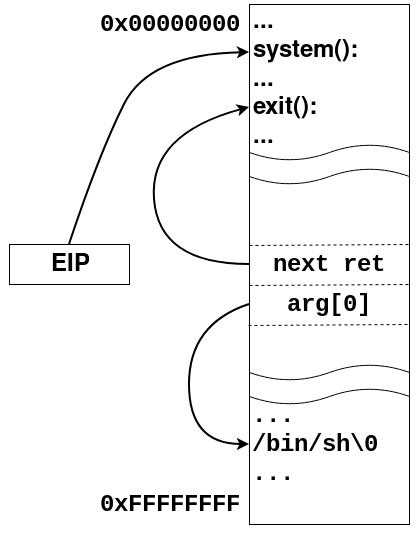 0x00000000
...
system():
...
exit():
...
EIP
next ret
arg[0]
...
/bin/sh\0
...
0xFFFFFFFF